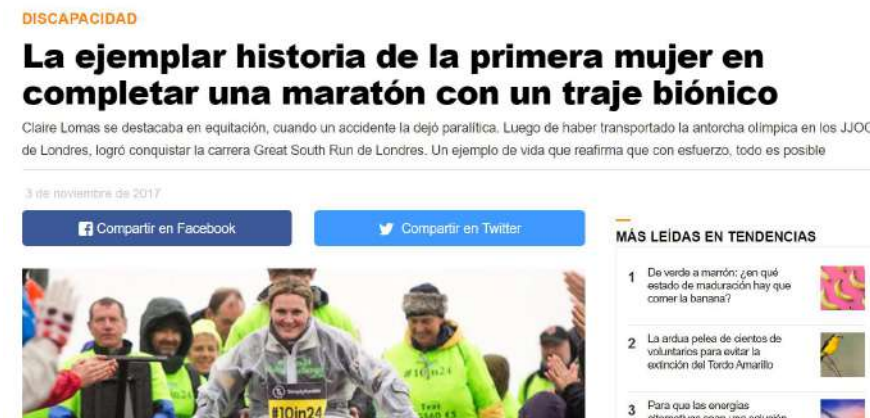 DISCAPACIDAD
La ejemplar historia de la primera mujer en
completar una maratón con un traje biónico
Claire Lomas se destacaba en equitación, cuando un accidente la dejó paralítica. Luego de haber transportado la antorcha olímpica en los JJOO
de Londres, logró conquistar la carrera Great South Run de Londres. Un ejemplo de vida que reafirma que con esfuerzo, todo es posible
3 de noviembre de 2017
Compartir en Facebook
Compartir en Twitter
MÁS LEÍDAS EN TENDENCIAS
1 De verde a marrón: ¿en qué
estado de maduración hay que
comer la banana?
2 La ardua pelea de cientos de
voluntarios para evitar la
extinción del Tordo Amarillo
3 Para que las energías
#10in24
#10in24